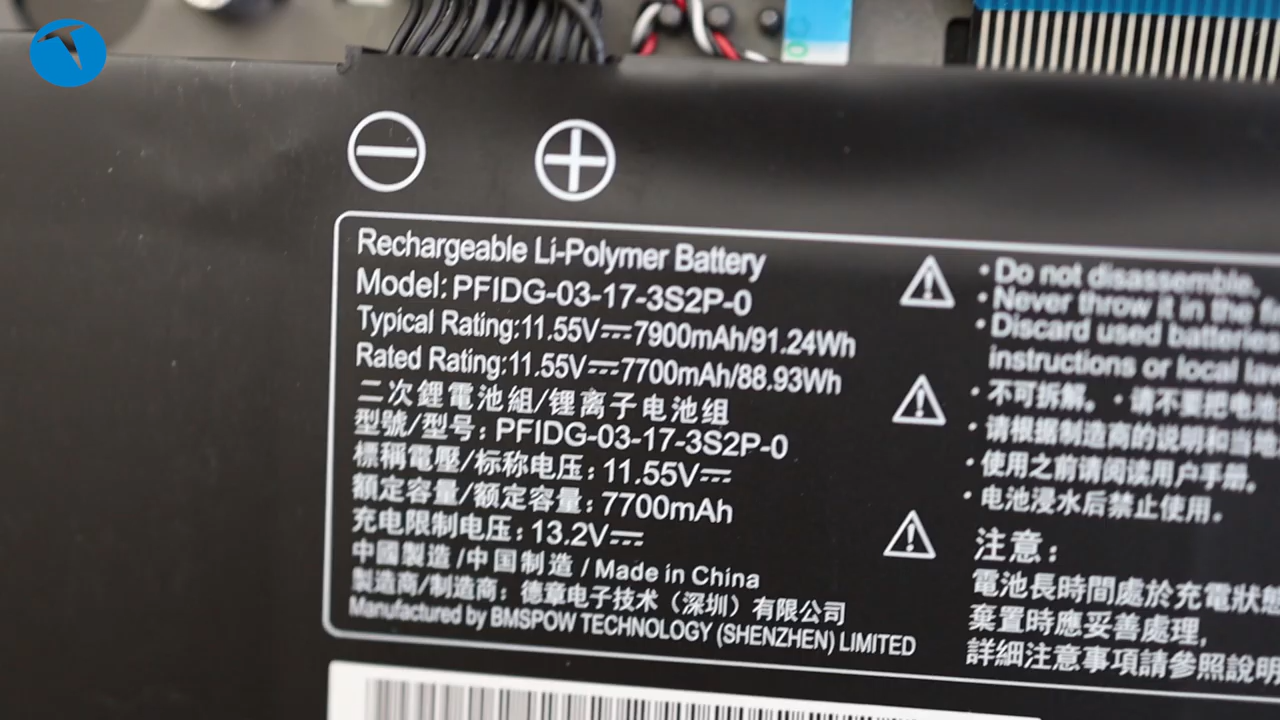 Rechargeable Li-Polymer Battery
Model: PFIDG-03-17-3S2P-0
Typical Rating:11.55V⎓7900mAh/91.24Wh
Rated Rating:11.55V⎓7700mAh/88.93Wh
二次鋰電池組/锂离子电池组
型號/型号: PFIDG-03-17-3S2P-0
標稱電壓/标称电压: 11.55V⎓
額定容量/额定容量: 7700mAh
充电限制电压: 13.2V⎓
中國製造/中国制造/Made in China
製造商/制造商: 德章电子技术（深圳）有限公司
Manufactured by BMSPOW TECHNOLOGY (SHENZHEN) LIMITED
• Do not disassemble.
• Never throw it in the
• Discard used batteries
instructions or local
• 不可拆解。• 请不要把电池
• 请根据制造商的说明和当地
• 使用之前请阅读用户手册。
• 电池浸水后禁止使用。
注意:
電池長時間處於充電狀態
棄置時應妥善處理,
詳細注意事項請參照說明